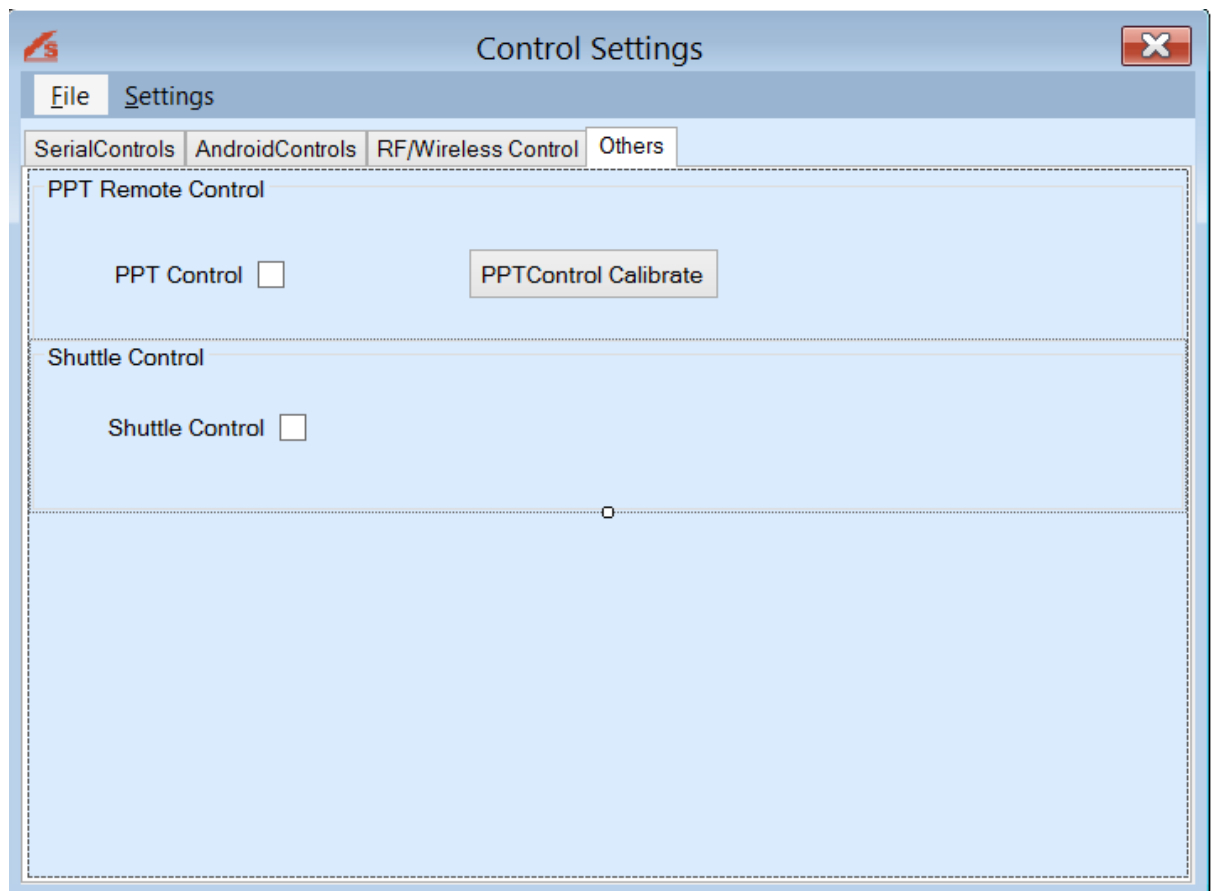 Control Settings
File Settings
SerialControls AndroidControls RF/Wireless Control Others
PPT Remote Control
PPT Control PPTControl Calibrate
Shuttle Control
Shuttle Control